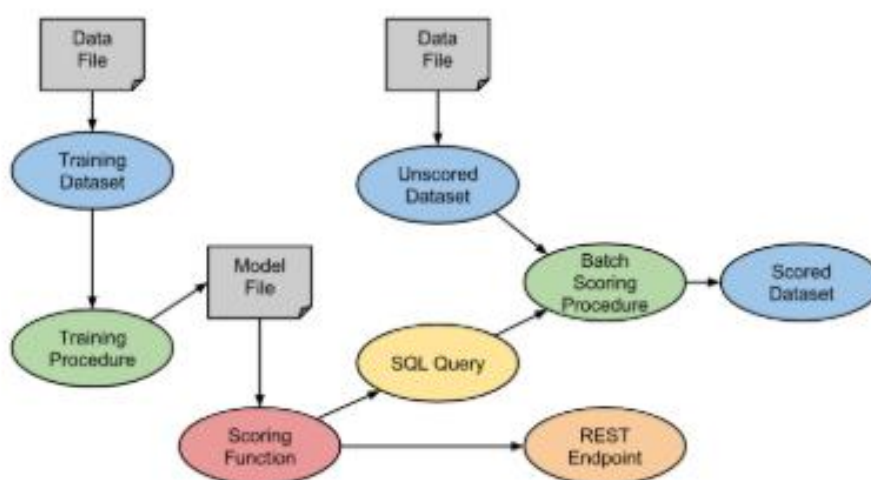 Data
File
Data
File
Training
Dataset
Unscored
Dataset
Model
File
Batch
Scoring
Procedure
Scored
Dataset
Training
Procedure
SQL Query
Scoring
Function
REST
Endpoint